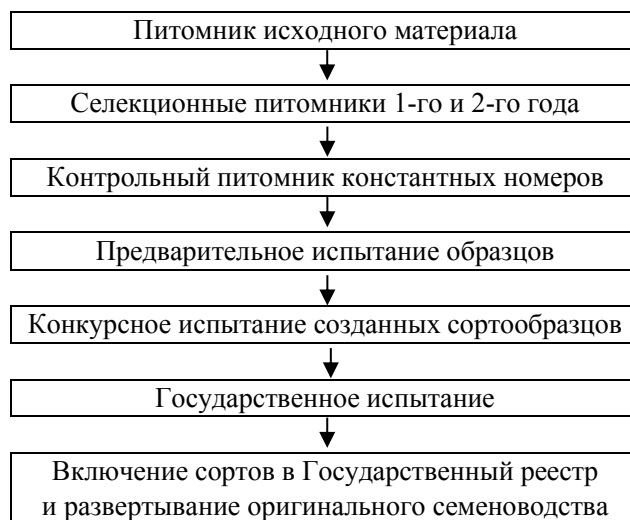 Питомник исходного материала
Селекционные питомники 1-го и 2-го года
Контрольный питомник константных номеров
Предварительное испытание образцов
Конкурсное испытание созданных сортообразцов
Государственное испытание
Включение сортов в Государственный реестр
и развертывание оригинального семеноводства